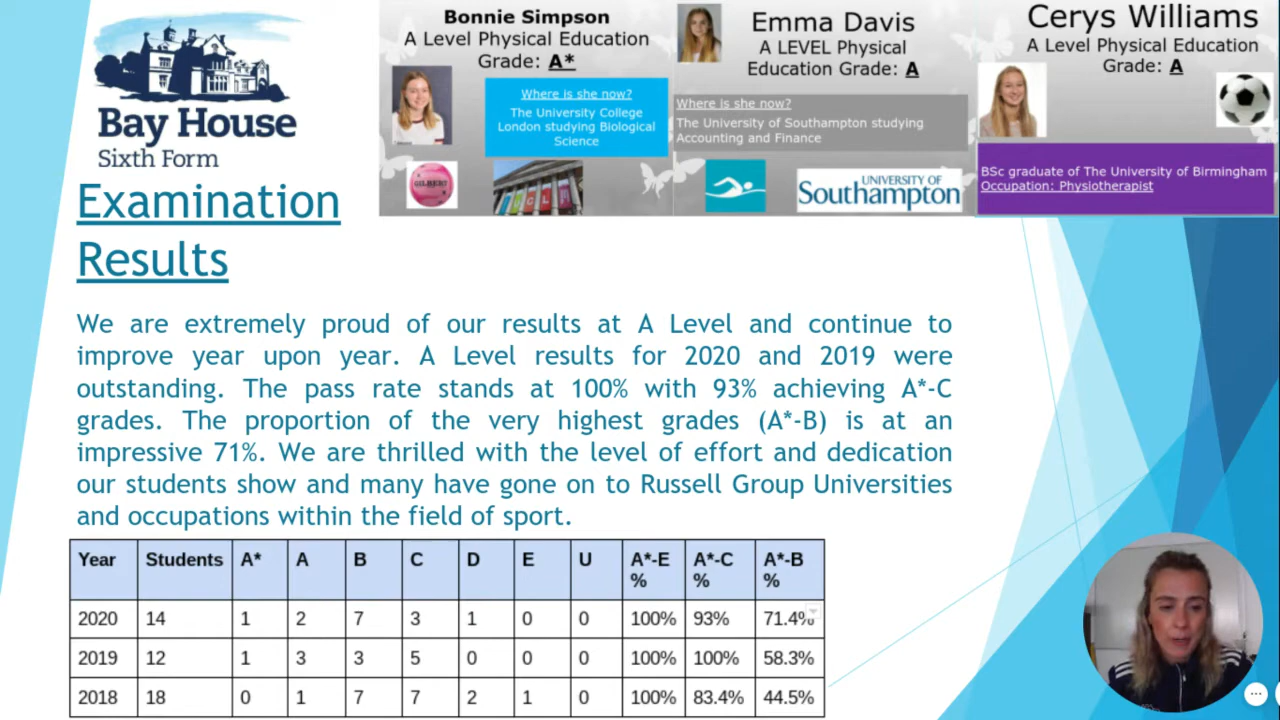 Bay House
Sixth Form
Bonnie Simpson
A Level Physical Education
Grade: A*
Where is she now?
The University College
London studying Biological
Science
GILBERT
UCL
Emma Davis
A LEVEL Physical
Education Grade: A
Where is she now?
The University of Southampton studying
Accounting and Finance
UNIVERSITY OF
Southampton
Cerys Williams
A Level Physical Education
Grade: A
BSc graduate of The University of Birmingham
Occupation: Physiotherapist
Examination
Results
We are extremely proud of our results at A Level and continue to
improve year upon year. A Level results for 2020 and 2019 were
outstanding. The pass rate stands at 100% with 93% achieving A*-C
grades. The proportion of the very highest grades (A*-B) is at an
impressive 71%. We are thrilled with the level of effort and dedication
our students show and many have gone on to Russell Group Universities
and occupations within the field of sport.
Year Students A* A B C D E U A*-E % A*-C % A*-B %
2020 14 1 2 7 3 1 0 0 100% 93% 71.4%
2019 12 1 3 3 5 0 0 0 100% 100% 58.3%
2018 18 0 1 7 7 2 1 0 100% 83.4% 44.5%